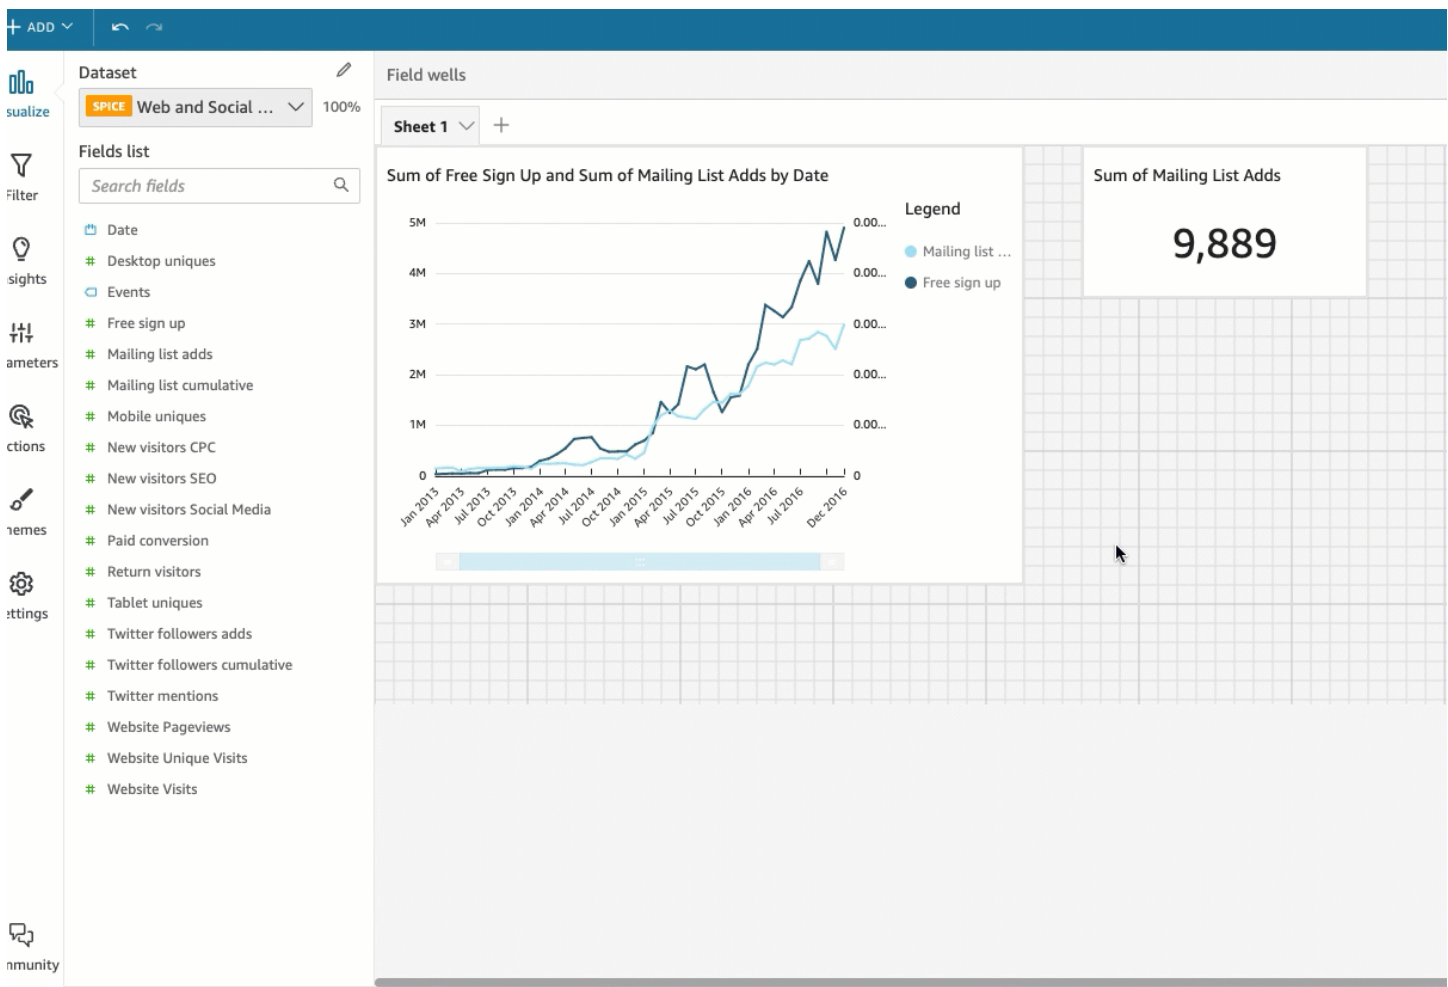 ADD
Dataset
SPICE Web and Social ... 100%
Fields list
Search fields
Date
Desktop uniques
Events
Free sign up
Mailing list adds
Mailing list cumulative
Mobile uniques
New visitors CPC
New visitors SEO
New visitors Social Media
Paid conversion
Return visitors
Tablet uniques
Twitter followers adds
Twitter followers cumulative
Twitter mentions
Website Pageviews
Website Unique Visits
Website Visits
sualize
Filter
sights
ameters
ctions
hemes
ettings
nmunity
Field wells
Sheet 1
Sum of Free Sign Up and Sum of Mailing List Adds by Date
5M
4M
3M
2M
1M
0
0.00...
0.00...
0.00...
0.00...
0.00...
0
Jan 2013
Apr 2013
Jul 2013
Oct 2013
Jan 2014
Apr 2014
Jul 2014
Oct 2014
Jan 2015
Apr 2015
Jul 2015
Oct 2015
Jan 2016
Apr 2016
Jul 2016
Dec 2016
Legend
Mailing list ...
Free sign up
Sum of Mailing List Adds
9,889